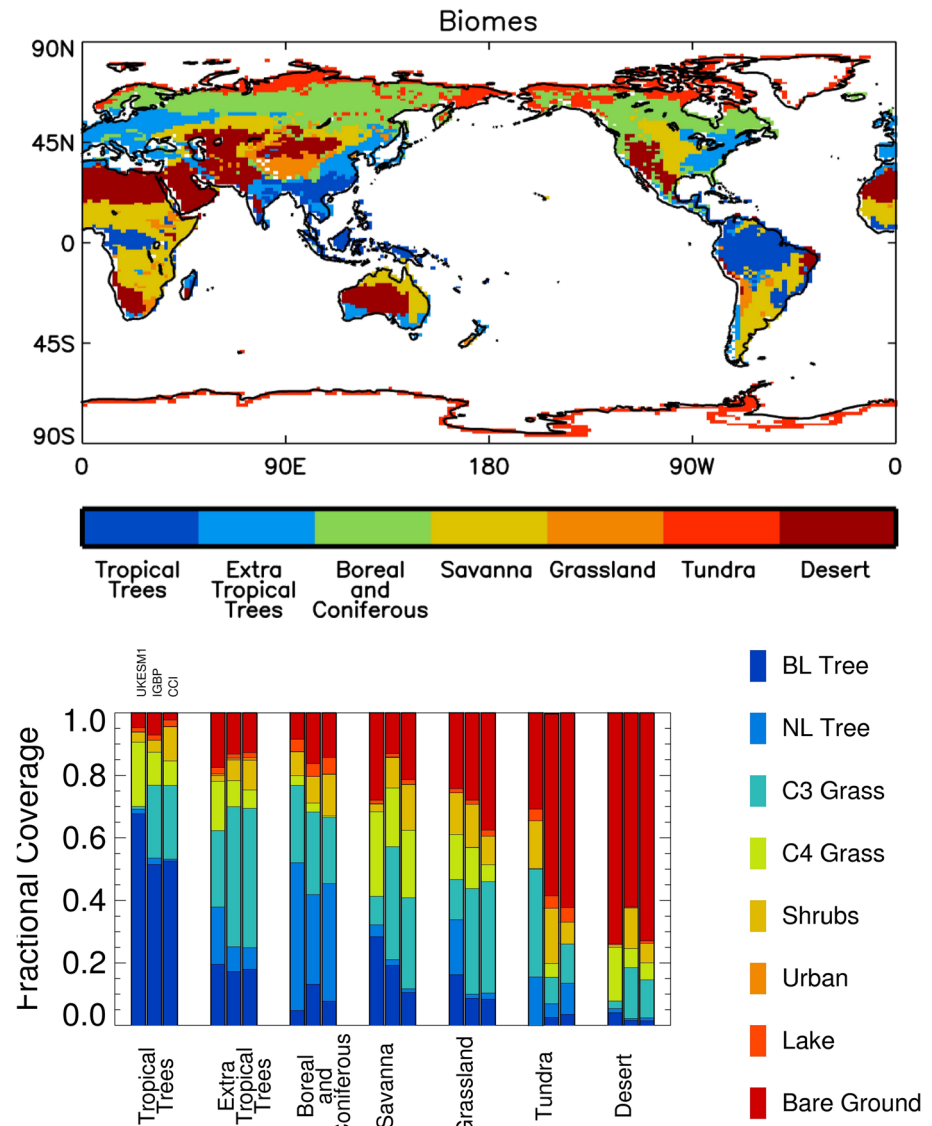 Biomes
90N
45N
0
45S
90S
0
90E
180
90W
0
Tropical
Trees
Extra
Tropical
Trees
Boreal
and
Coniferous
Savanna
Grassland
Tundra
Desert
UKESM1
IGBP
CCI
Fractional Coverage
1.0
0.8
0.6
0.4
0.2
0.0
Tropical
Trees
Extra
Tropical
Trees
Boreal
and
Coniferous
Savanna
Grassland
Tundra
Desert
BL Tree
NL Tree
C3 Grass
C4 Grass
Shrubs
Urban
Lake
Bare Ground